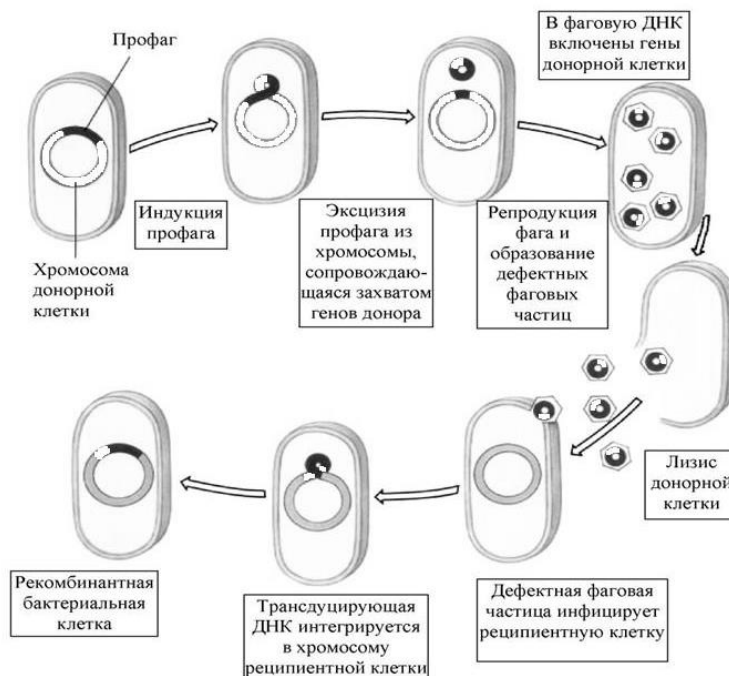 Профаг
Хромосома
донорной
клетки
Индукция
профага
Эксцизия
профага из
хромосомы,
сопровождаю-
щаяся захватом
генов донора
Репродукция
фага и
образование
дефектных
фаговых
частиц
В фаговую ДНК
включены гены
донорной клетки
Лизис
донорной
клетки
Дефектная фаговая
частица инфицирует
реципиентную клетку
Трансдуцирующая
ДНК интегрируется
в хромосому
реципиентной клетки
Рекомбинантная
бактериальная
клетка